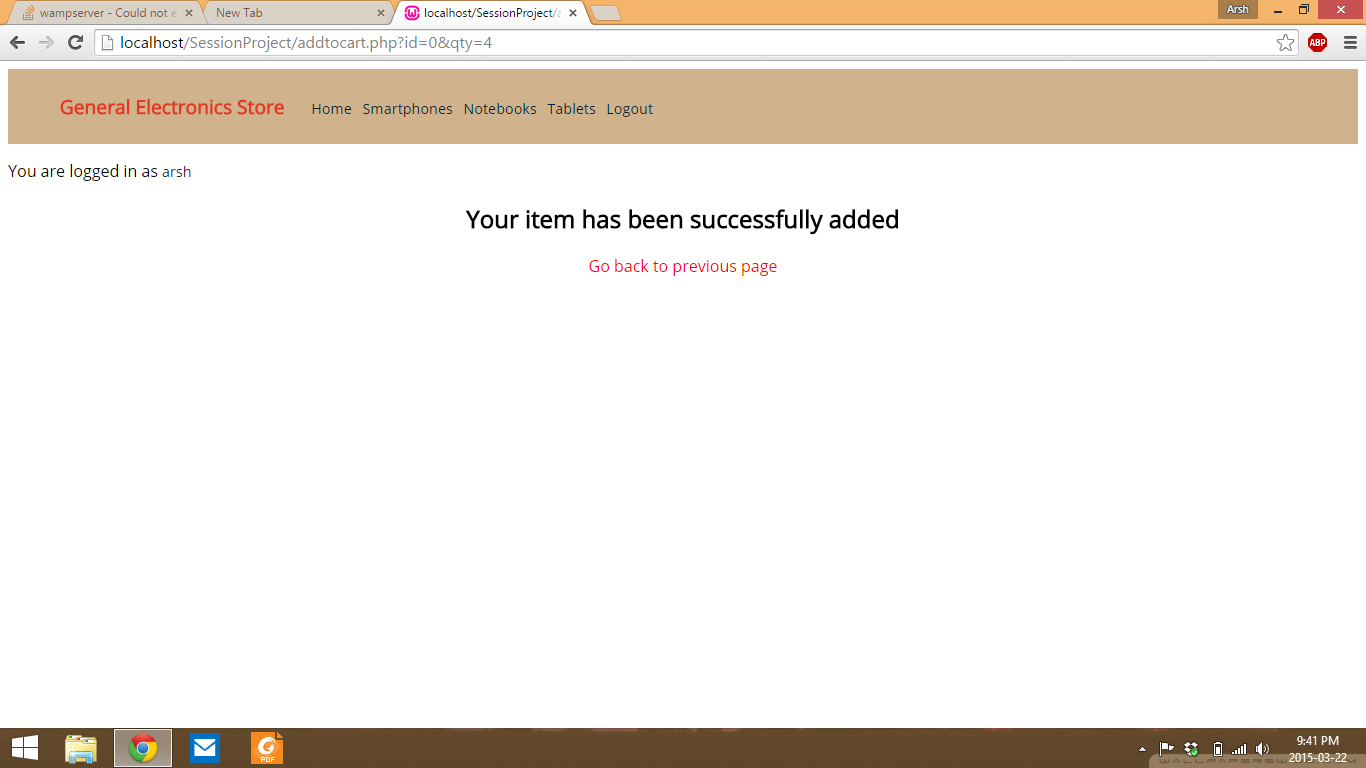 wampserver - Could not e
New Tab
localhost/SessionProject/a
Arsh
localhost/SessionProject/addtocart.php?id=0&qty=4
ABP
General Electronics Store Home Smartphones Notebooks Tablets Logout
You are logged in as arsh
Your item has been successfully added
Go back to previous page
PDF
9:41 PM
2015-03-22